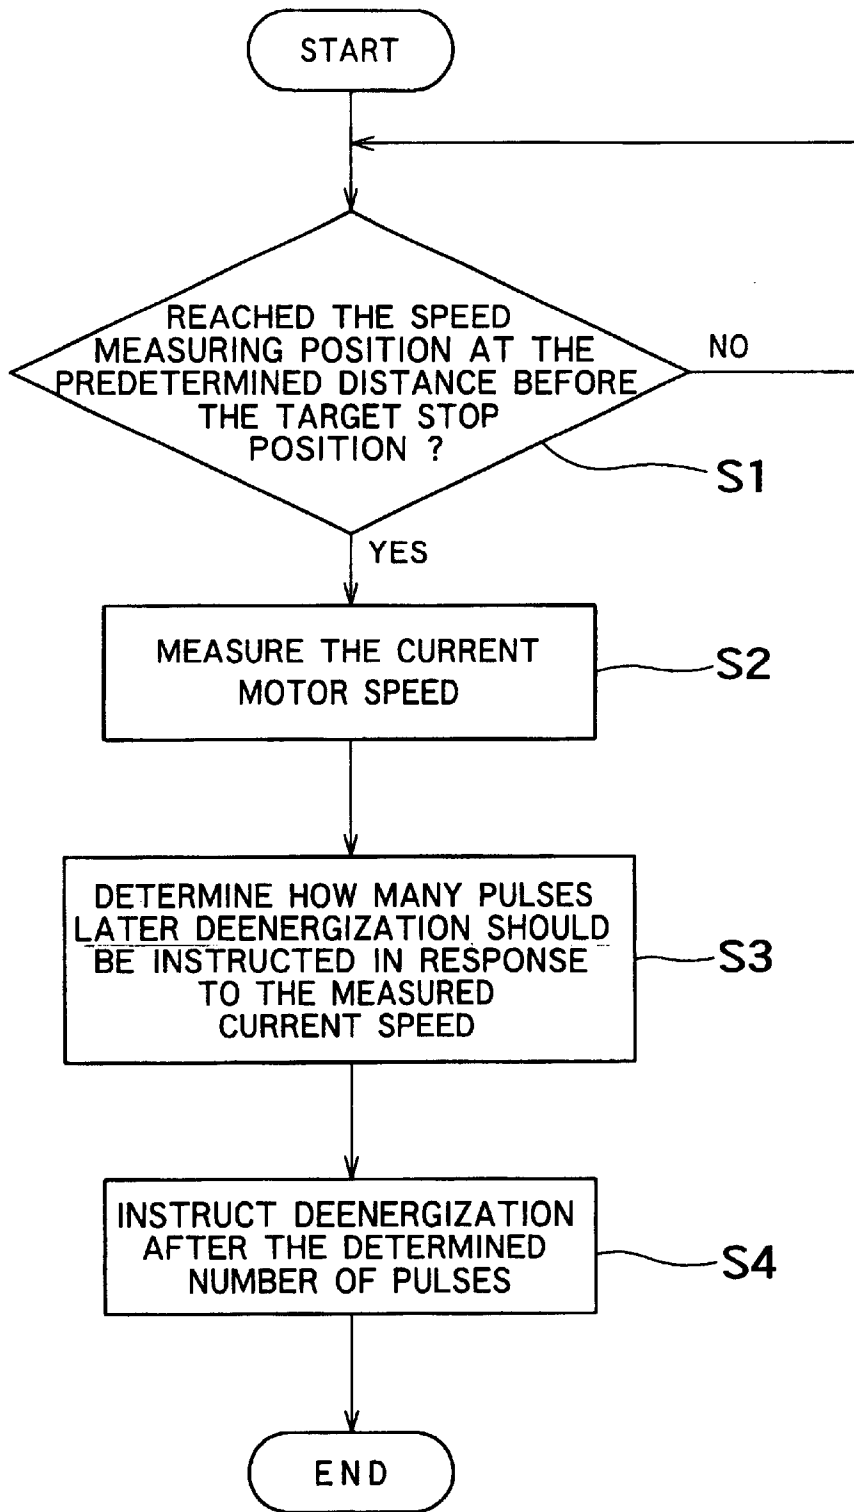 START
REACHED THE SPEED
MEASURING POSITION AT THE
PREDETERMINED DISTANCE BEFORE
THE TARGET STOP
POSITION ?
NO
S1
YES
MEASURE THE CURRENT
MOTOR SPEED
S2
DETERMINE HOW MANY PULSES
LATER DEENERGIZATION SHOULD
BE INSTRUCTED IN RESPONSE
TO THE MEASURED
CURRENT SPEED
S3
INSTRUCT DEENERGIZATION
AFTER THE DETERMINED
NUMBER OF PULSES
S4
END